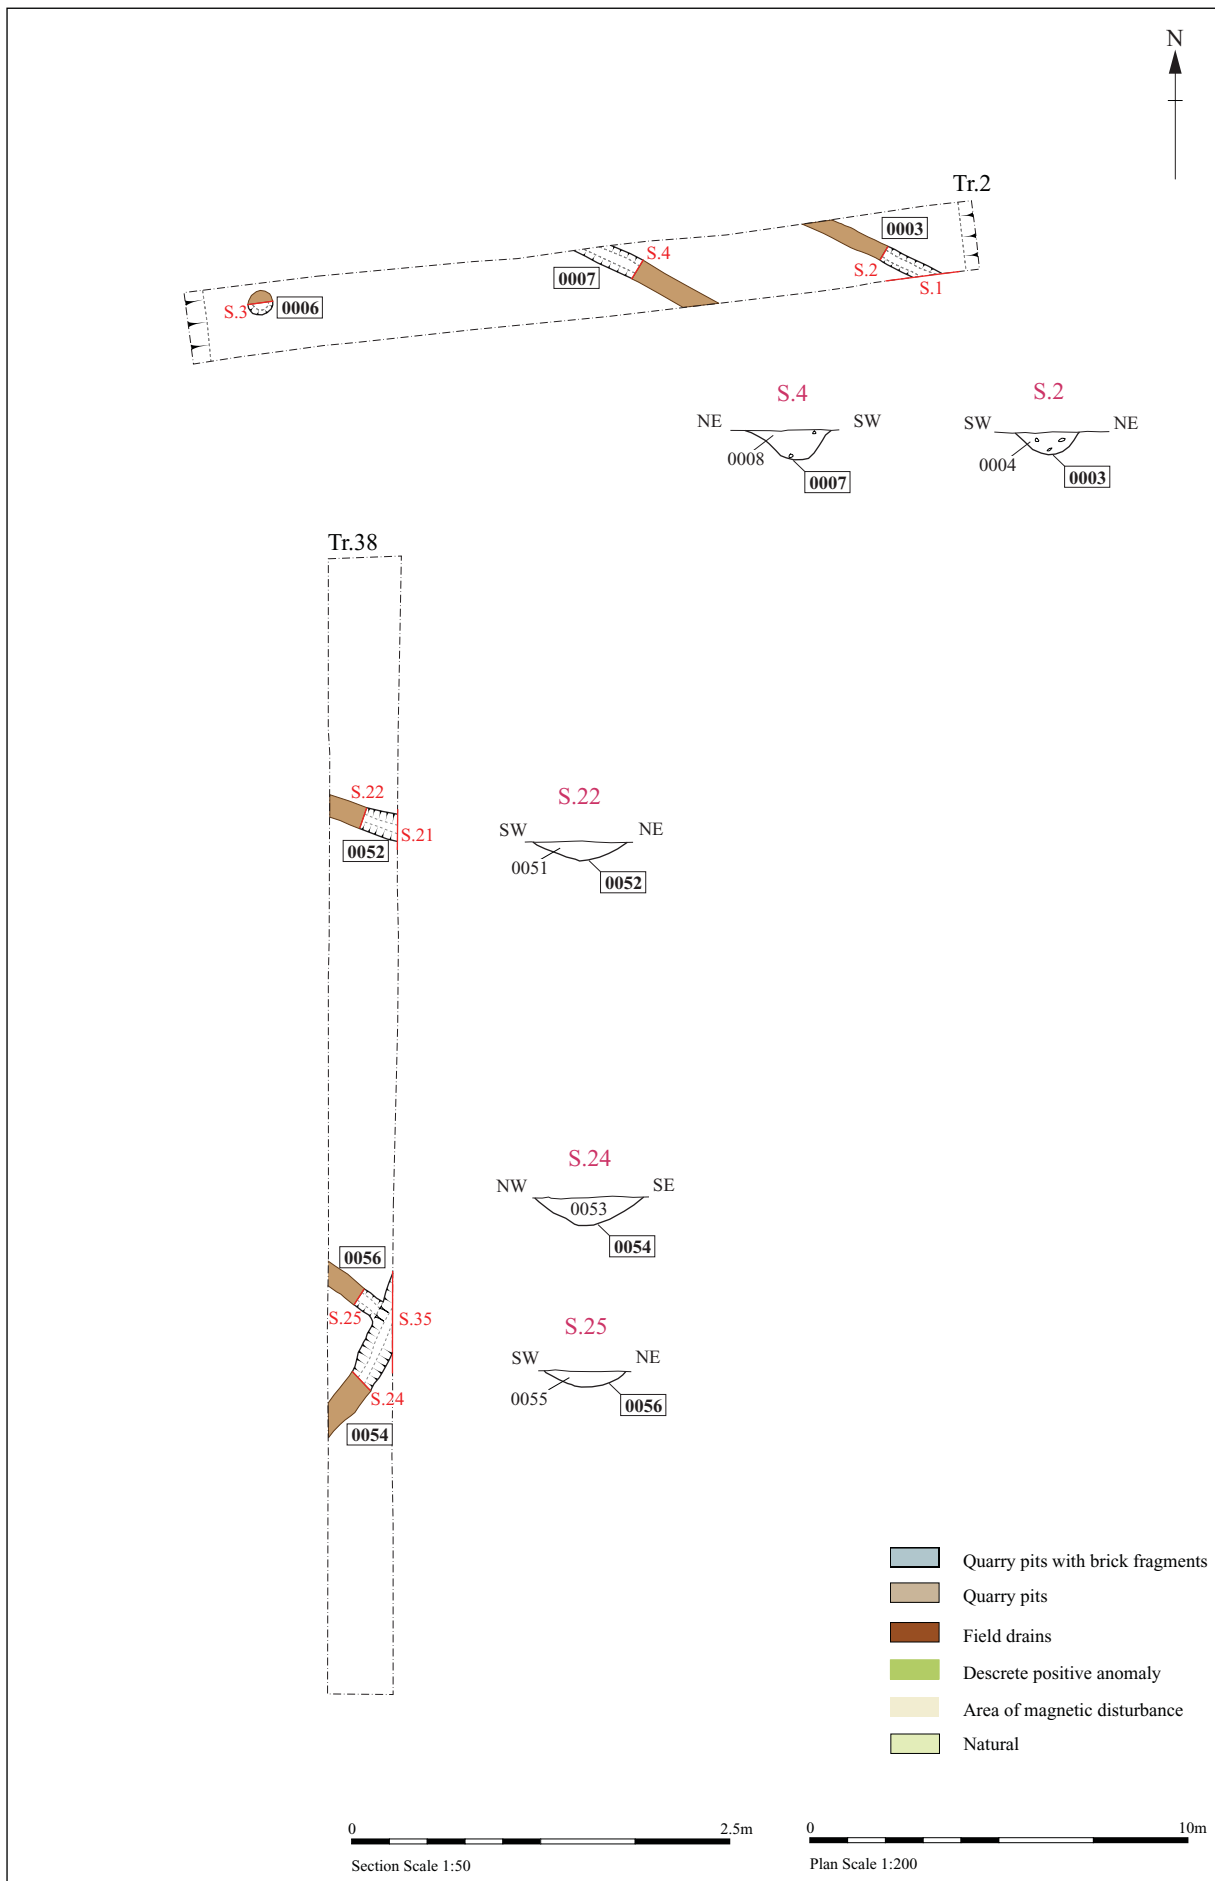 N
Tr.2
0003
S.4
S.2
0007
S.1
S.3
0006
S.4
S.2
NE
SW
SW
NE
0008
0004
0007
0003
Tr.38
S.22
S.22
S.21
SW
NE
0052
0051
0052
S.24
NW
SE
0053
0054
0056
S.25
S.35
S.25
SW
NE
0055
0056
S.24
0054
Quarry pits with brick fragments
Quarry pits
Field drains
Descrete positive anomaly
Area of magnetic disturbance
Natural
0
2.5m
0
10m
Section Scale 1:50
Plan Scale 1:200